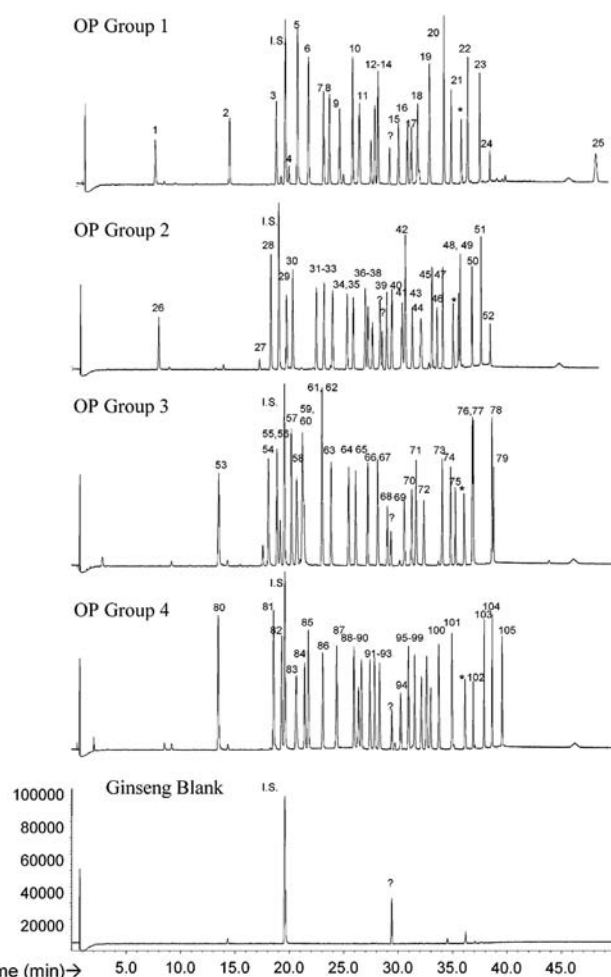 OP Group 1
I.S.
1 2 3 4 5 6 7 8 9 10 11 12-14 ? 15 16 17 18 19 20 21 * 22 23 24 25
OP Group 2
I.S.
26 27 28 29 30 31-33 34,35 36-38 ? ? 39 40 41 42 43 44 45 47 46 * 48, 49 50 51 52
OP Group 3
I.S.
53 54 55,56 57 58 59, 60 61, 62 63 64 65 66,67 68 ? 69 70 71 72 73 74 75 * 76,77 78 79
OP Group 4
I.S.
80 81 82 83 84 85 86 87 88-90 91-93 ? 94 95-99 100 101 * 102 103 104 105
Ginseng Blank
I.S.
?
100000
80000
60000
40000
20000
me (min)→ 5.0 10.0 15.0 20.0 25.0 30.0 35.0 40.0 45.0